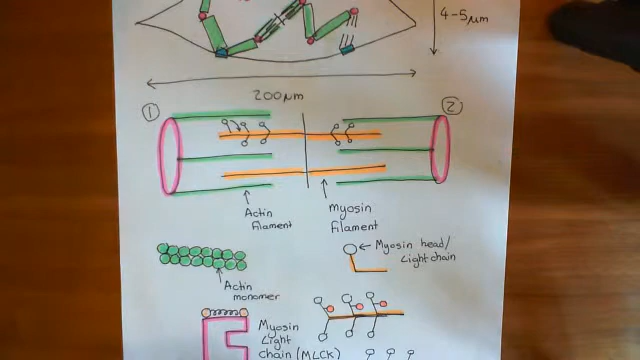 4-5μm
200μm
1
2
Actin
filament
myosin
filament
Myosin head/
Light chain
Actin
monomer
Myosin
Light
chain (MLCK)